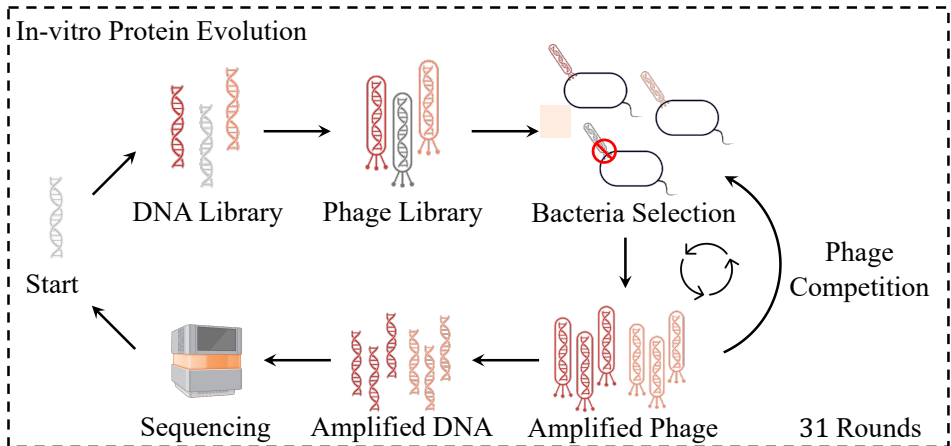 In-vitro Protein Evolution
DNA Library
Phage Library
Bacteria Selection
Start
Phage
Competition
Sequencing
Amplified DNA
Amplified Phage
31 Rounds